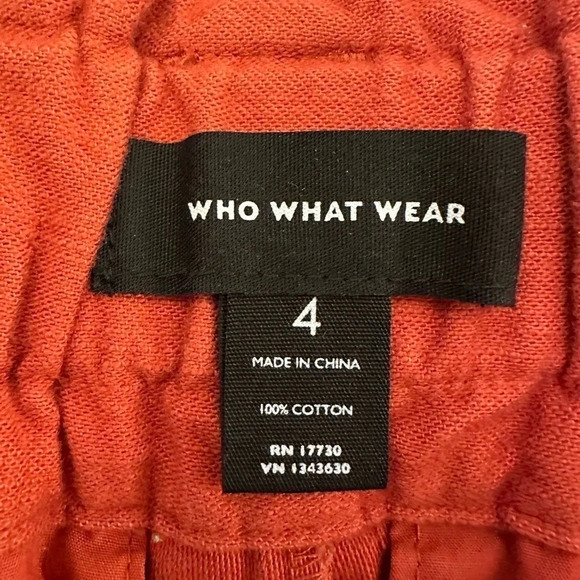 WHO WHAT WEAR
4
MADE IN CHINA
100% COTTON
RN 17730
VN 1343630